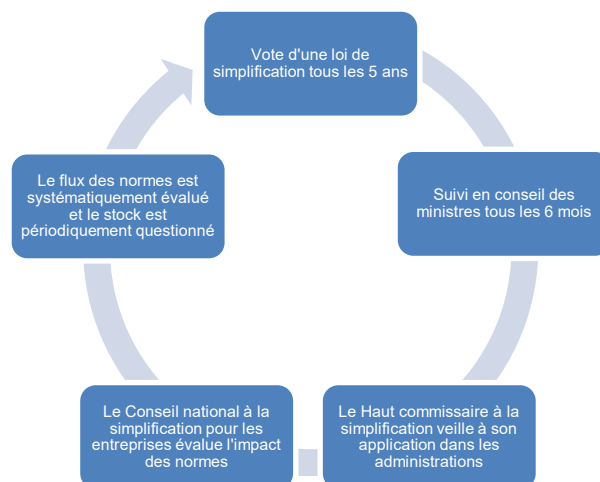 Vote d'une loi de
simplification tous les 5 ans
Suivi en conseil des
ministres tous les 6 mois
Le Haut commissaire à la
simplification veille à son
application dans les
administrations
Le Conseil national à la
simplification pour les
entreprises évalue l'impact
des normes
Le flux des normes est
systématiquement évalué
et le stock est
périodiquement questionné